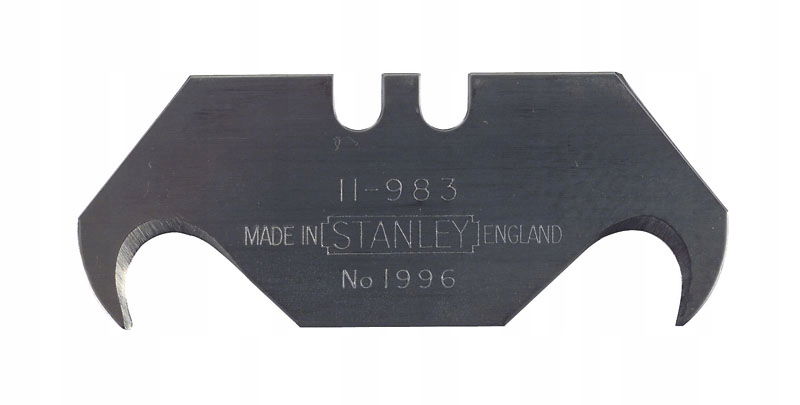 11-983
MADE IN STANLEY ENGLAND
No 1996